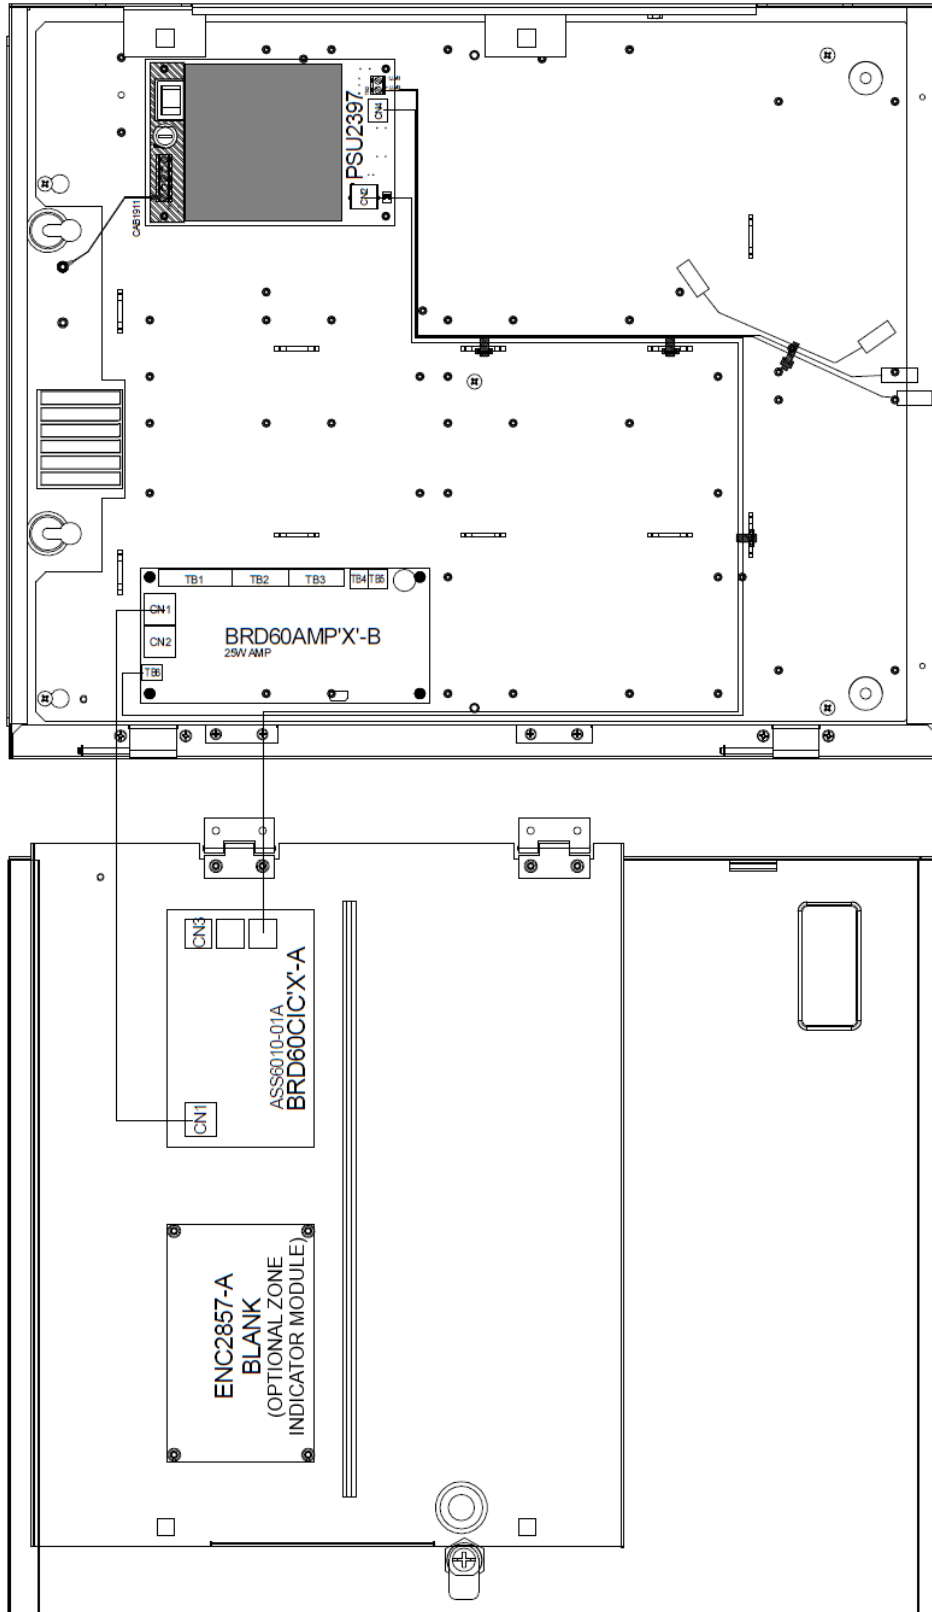 PSU2397
CN4
CN2
CAB1911
TB1
TB2
TB3
TB4
TB5
CN1
CN2
TB6
BRD60AMP'X'-B
25W AMP
CN3
CN1
ASS6010-01A
BRD60CIC'X'-A
ENC2857-A
BLANK
(OPTIONAL ZONE
INDICATOR MODULE)